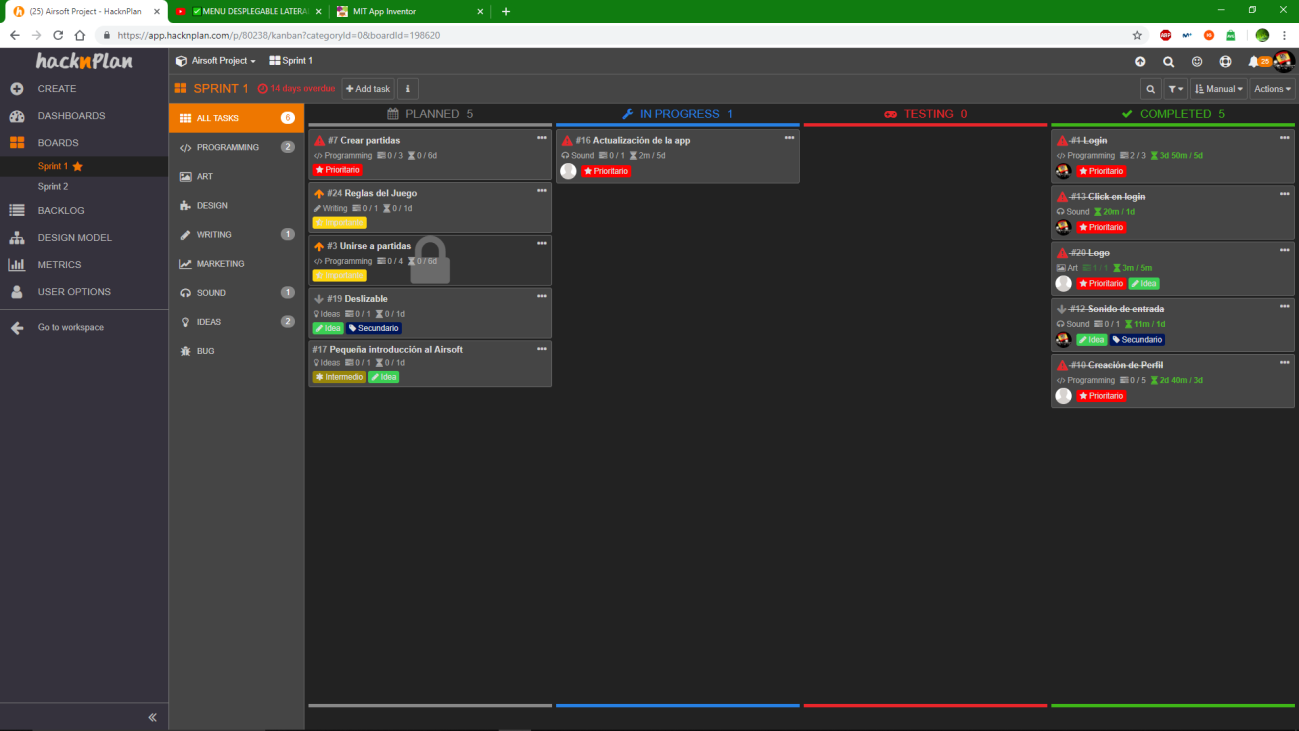 (25) Airsoft Project - HacknPlan
MENU DESPLEGABLE LATERA
MIT App Inventor
https://app.hacknplan.com/p/80238/kanban?categoryId=0&boardId=198620
ABP
hacknPlan
Airsoft Project
Sprint 1
26
CREATE
DASHBOARDS
BOARDS
Sprint 1
Sprint 2
BACKLOG
DESIGN MODEL
METRICS
USER OPTIONS
Go to workspace
SPRINT 1
14 days overdue
+ Add task
Manual
Actions
ALL TASKS 6
PROGRAMMING 2
ART
DESIGN
WRITING 1
MARKETING
SOUND 1
IDEAS 2
BUG
PLANNED 5
#7 Crear partidas
Programming 0 / 3 0 / 6d
Prioritario
#24 Reglas del Juego
Writing 0 / 1 0 / 1d
#3 Unirse a partidas
Programming 0 / 4 0 / 6d
#19 Deslizable
Ideas 0 / 1 0 / 1d
Idea Secundario
#17 Pequeña introducción al Airsoft
Ideas 0 / 1 0 / 1d
Intermedio Idea
IN PROGRESS 1
#16 Actualización de la app
Sound 0 / 1 2m / 5d
Prioritario
TESTING 0
COMPLETED 5
#1 Login
Programming 2 / 3 3d 50m / 5d
Prioritario
#13 Click en login
Sound 20m / 1d
Prioritario
#20 Logo
Art 1 / 1 3m / 5m
Prioritario Idea
#12 Sonido de entrada
Sound 0 / 1 11m / 1d
Idea Secundario
#10 Creación de Perfil
Programming 0 / 5 2d 40m / 3d
Prioritario